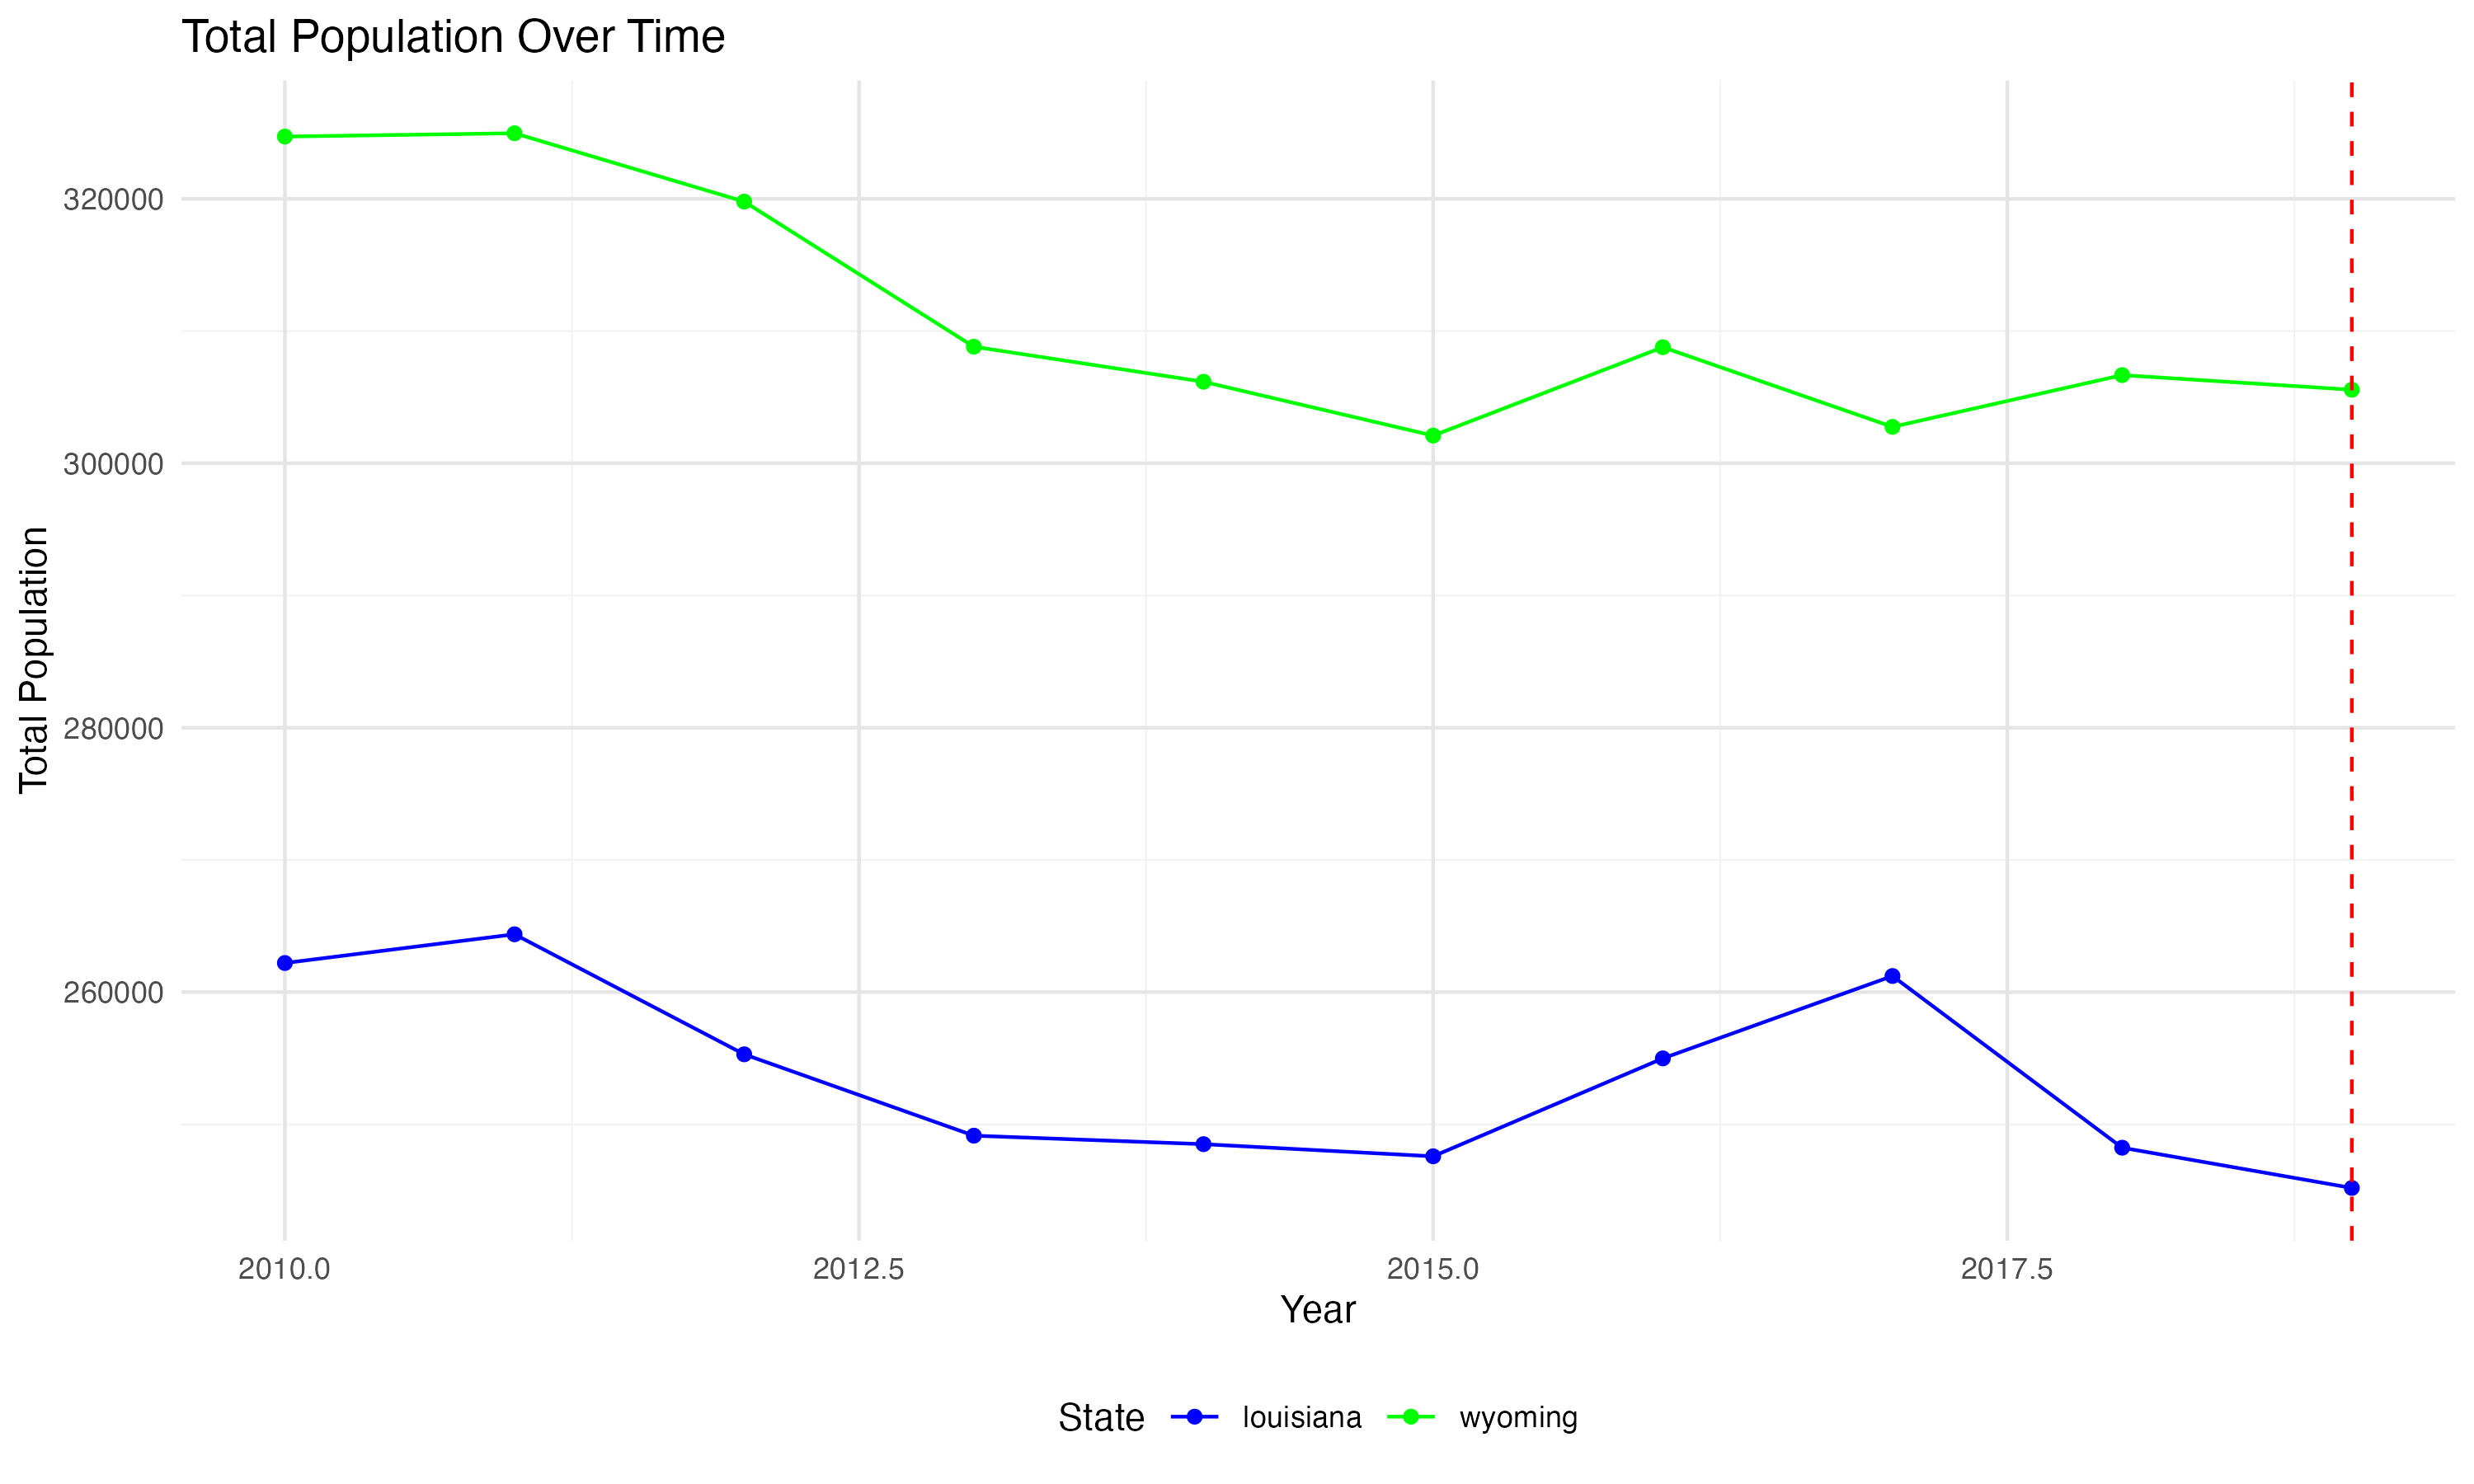 Total Population Over Time
Total Population
320000
300000
280000
260000
2010.0 2012.5 2015.0 2017.5
Year
State louisiana wyoming